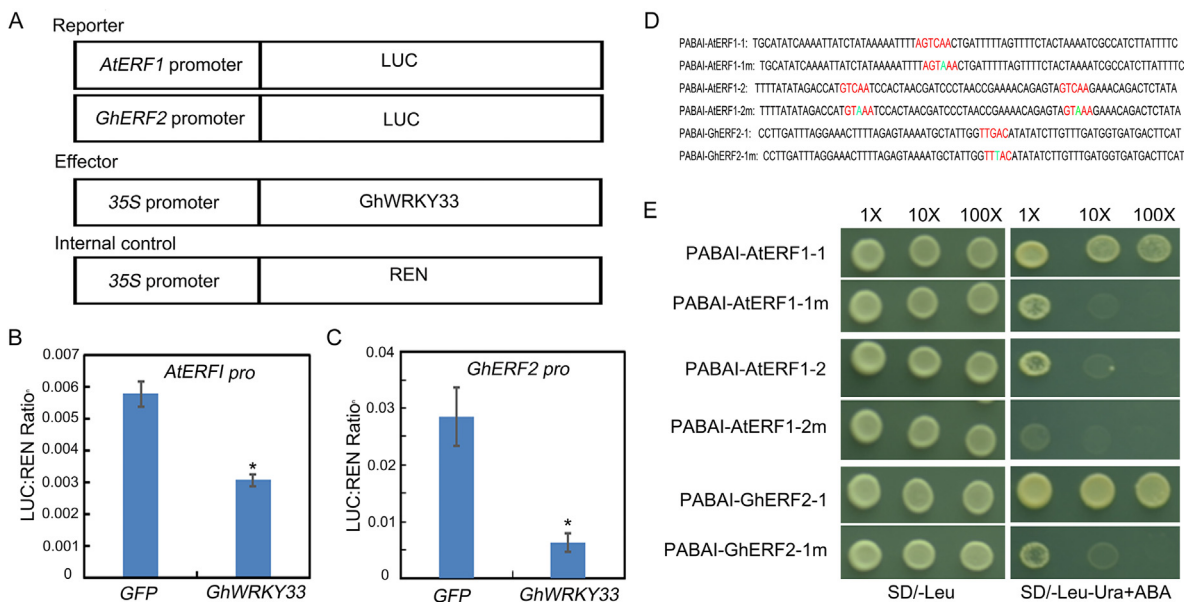 A
Reporter
AtERF1 promoter LUC
GhERF2 promoter LUC
Effector
35S promoter GhWRKY33
Internal control
35S promoter REN
B
AtERFI pro
LUC:REN Ratio
0.007
0.006
0.005
0.004
0.003
0.002
0.001
0
*
GFP GhWRKY33
C
GhERF2 pro
LUC:REN Ratio
0.04
0.03
0.02
0.01
0
*
GFP GhWRKY33
D
PABAI-AtERF1-1: TGCATATCAAAATTATCTATAAAAATTTTAGTCAACTGATTTTTAGTTTTCTACTAAAATCGCCATCTTATTTTC
PABAI-AtERF1-1m: TGCATATCAAAATTATCTATAAAAATTTTAGTAAACTGATTTTTAGTTTTCTACTAAAATCGCCATCTTATTTTC
PABAI-AtERF1-2: TTTTATATAGACCATGTCAATCCACTAACGATCCCTAACCGAAAACAGAGTAGTCAAGAAACAGACTCTATA
PABAI-AtERF1-2m: TTTTATATAGACCATGTAAATCCACTAACGATCCCTAACCGAAAACAGAGTAGTAAAGAAACAGACTCTATA
PABAI-GhERF2-1: CCTTGATTTAGGAAACTTTTAGAGTAAAATGCTATTGGTTGACATATATCTTGTTTGATGGTGATGACTTCAT
PABAI-GhERF2-1m: CCTTGATTTAGGAAACTTTTAGAGTAAAATGCTATTGGTTTACATATATCTTGTTTGATGGTGATGACTTCAT
E
1X 10X 100X 1X 10X 100X
PABAI-AtERF1-1
PABAI-AtERF1-1m
PABAI-AtERF1-2
PABAI-AtERF1-2m
PABAI-GhERF2-1
PABAI-GhERF2-1m
SD/-Leu SD/-Leu-Ura+ABA